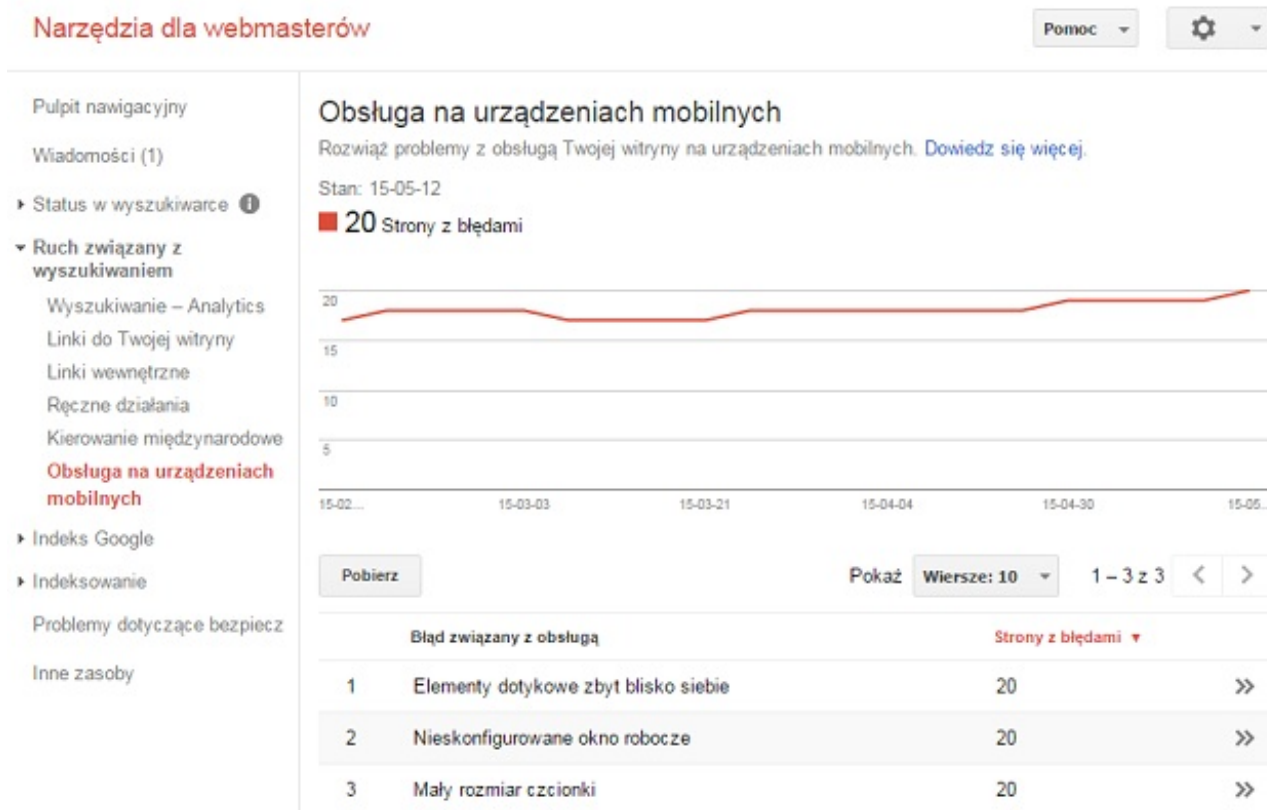 Narzędzia dla webmasterów
Pomoc
Pulpit nawigacyjny
Wiadomości (1)
Status w wyszukiwarce
Ruch związany z
wyszukiwaniem
Wyszukiwanie – Analytics
Linki do Twojej witryny
Linki wewnętrzne
Ręczne działania
Kierowanie międzynarodowe
Obsługa na urządzeniach
mobilnych
Indeks Google
Indeksowanie
Problemy dotyczące bezpiecz
Inne zasoby
Obsługa na urządzeniach mobilnych
Rozwiąż problemy z obsługą Twojej witryny na urządzeniach mobilnych. Dowiedz się więcej.
Stan: 15-05-12
20 Strony z błędami
20
15
10
5
15-02... 15-03-03 15-03-21 15-04-04 15-04-30 15-05..
Pobierz Pokaż Wiersze: 10 1 – 3 z 3
Błąd związany z obsługą Strony z błędami ▼
1 Elementy dotykowe zbyt blisko siebie 20 »
2 Nieskonfigurowane okno robocze 20 »
3 Mały rozmiar czcionki 20 »